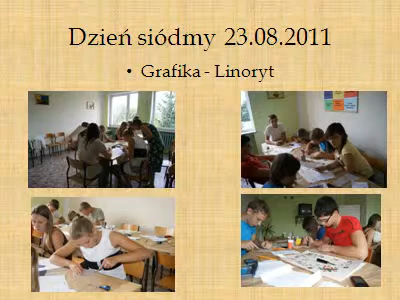 Dzień siódmy 23.08.2011
• Grafika - Linoryt